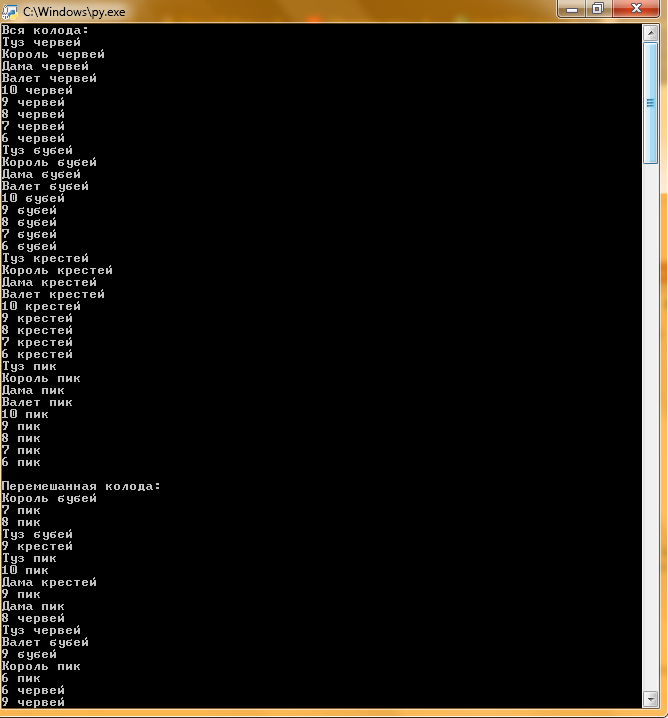 C:\Windows\py.exe
Вся колода:
Туз червей
Король червей
Дама червей
Валет червей
10 червей
9 червей
8 червей
7 червей
6 червей
Туз бубей
Король бубей
Дама бубей
Валет бубей
10 бубей
9 бубей
8 бубей
7 бубей
6 бубей
Туз крестей
Король крестей
Дама крестей
Валет крестей
10 крестей
9 крестей
8 крестей
7 крестей
6 крестей
Туз пик
Король пик
Дама пик
Валет пик
10 пик
9 пик
8 пик
7 пик
6 пик
Перемешанная колода:
Король бубей
7 пик
8 пик
Туз бубей
9 крестей
Туз пик
10 пик
Дама крестей
9 пик
Дама пик
8 червей
Туз червей
Валет бубей
9 бубей
Король пик
6 пик
6 червей
9 червей